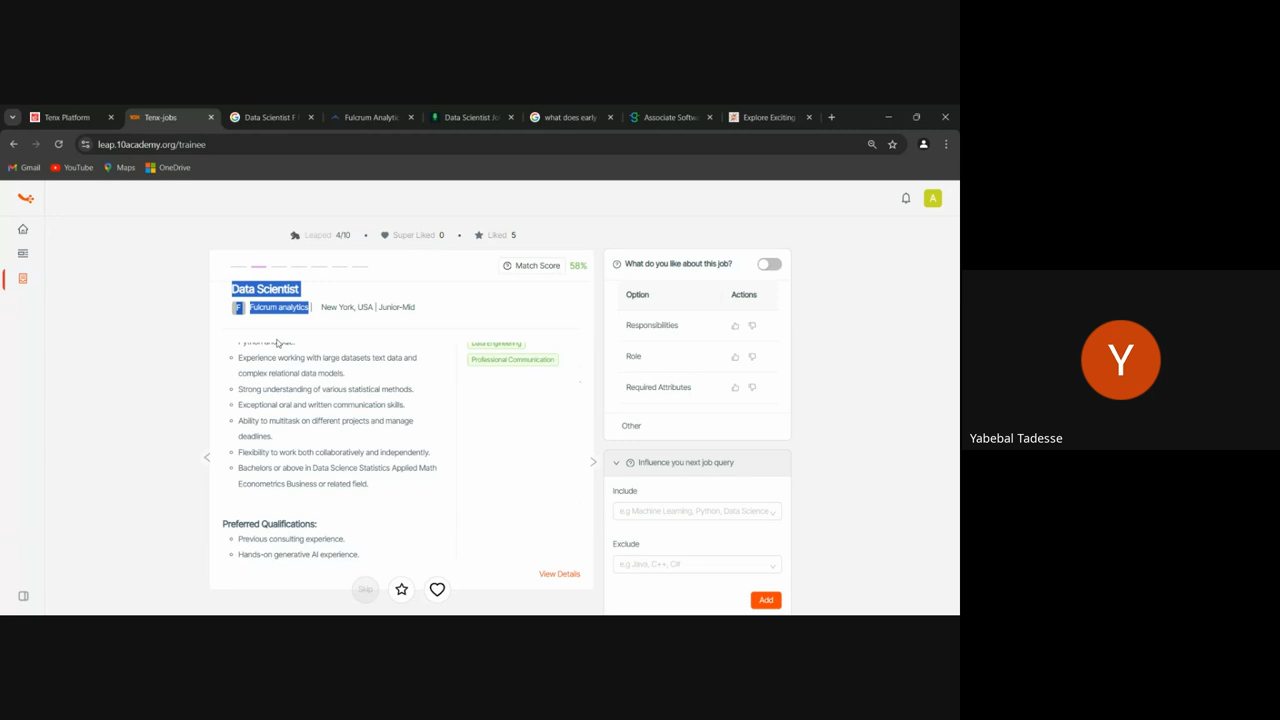 Tenx Platform
Tenx-jobs
Data Scientist F
Fulcrum Analytic
Data Scientist Jo
what does early
Associate Softw
Explore Exciting
leap.10academy.org/trainee
Gmail
YouTube
Maps
OneDrive
A
Leaped 4/10 • Super Liked 0 • Liked 5
Match Score 58%
Data Scientist
F Fulcrum analytics | New York, USA | Junior-Mid
Experience working with large datasets text data and
complex relational data models.
Strong understanding of various statistical methods.
Exceptional oral and written communication skills.
Ability to multitask on different projects and manage
deadlines.
Flexibility to work both collaboratively and independently.
Bachelors or above in Data Science Statistics Applied Math
Econometrics Business or related field.
Preferred Qualifications:
Previous consulting experience.
Hands-on generative AI experience.
Data Engineering
Professional Communication
View Details
Skip
What do you like about this job?
Option Actions
Responsibilities
Role
Required Attributes
Other
Influence you next job query
Include
e.g Machine Learning, Python, Data Science
Exclude
e.g Java, C++, C#
Add
Y
Yabebal Tadesse